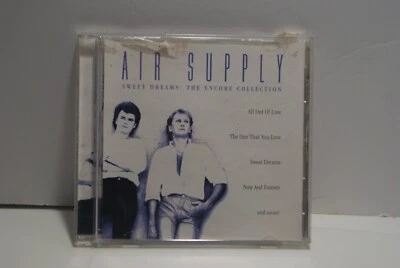 AIR SUPPLY
SWEET DREAMS: THE ENCORE COLLECTION
All Out Of Love
The One That You Love
Sweet Dreams
Now And Forever
and more!